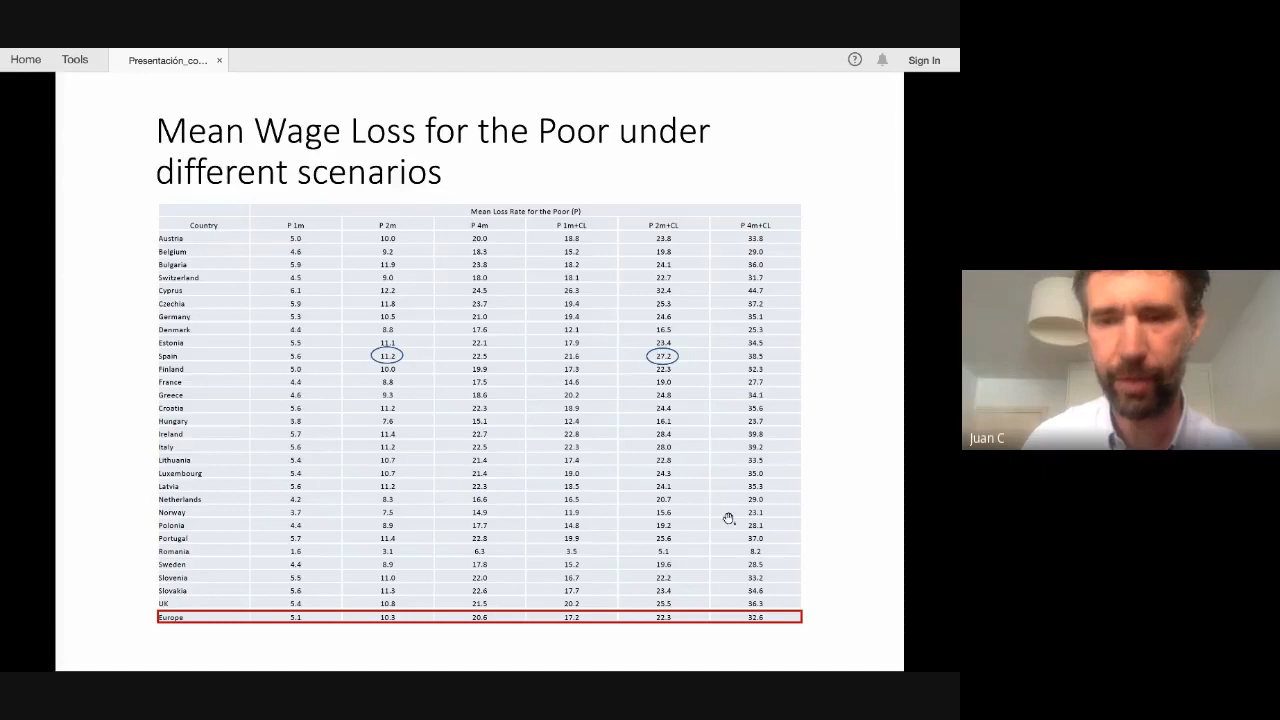 Home Tools Presentación_co... × ? Sign In
Mean Wage Loss for the Poor under
different scenarios
Mean Loss Rate for the Poor (P)
Country P 1m P 2m P 4m P 1m+CL P 2m+CL P 4m+CL
Austria 5.0 10.0 20.0 18.8 23.8 33.8
Belgium 4.6 9.2 18.3 15.2 19.8 29.0
Bulgaria 5.9 11.9 23.8 18.2 24.1 36.0
Switzerland 4.5 9.0 18.0 18.1 22.7 31.7
Cyprus 6.1 12.2 24.5 26.3 32.4 44.7
Czechia 5.9 11.8 23.7 19.4 25.3 37.2
Germany 5.3 10.5 21.0 19.4 24.6 35.1
Denmark 4.4 8.8 17.6 12.1 16.5 25.3
Estonia 5.5 11.1 22.1 17.9 23.4 34.5
Spain 5.6 11.2 22.5 21.6 27.2 38.5
Finland 5.0 10.0 19.9 17.3 22.3 32.3
France 4.4 8.8 17.5 14.6 19.0 27.7
Greece 4.6 9.3 18.6 20.2 24.8 34.1
Croatia 5.6 11.2 22.3 18.9 24.4 35.6
Hungary 3.8 7.6 15.1 12.4 16.1 23.7
Ireland 5.7 11.4 22.7 22.8 28.4 39.8
Italy 5.6 11.2 22.5 22.3 28.0 39.2
Lithuania 5.4 10.7 21.4 17.4 22.8 33.5
Luxembourg 5.4 10.7 21.4 19.0 24.3 35.0
Latvia 5.6 11.2 22.3 18.5 24.1 35.3
Netherlands 4.2 8.3 16.6 16.5 20.7 29.0
Norway 3.7 7.5 14.9 11.9 15.6 23.1
Polonia 4.4 8.9 17.7 14.8 19.2 28.1
Portugal 5.7 11.4 22.8 19.9 25.6 37.0
Romania 1.6 3.1 6.3 3.5 5.1 8.2
Sweden 4.4 8.9 17.8 15.2 19.6 28.5
Slovenia 5.5 11.0 22.0 16.7 22.2 33.2
Slovakia 5.6 11.3 22.6 17.7 23.4 34.6
UK 5.4 10.8 21.5 20.2 25.5 36.3
Europe 5.1 10.3 20.6 17.2 22.3 32.6
Juan C